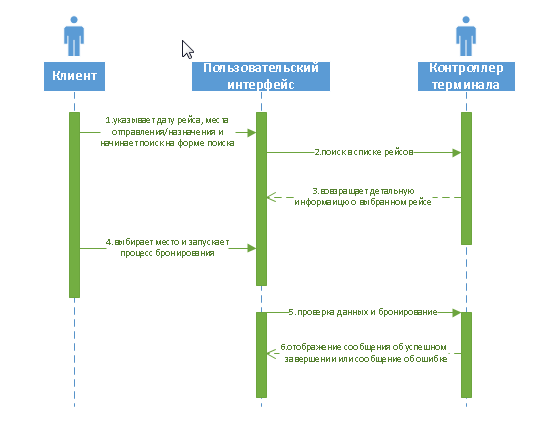 Клиент
Пользовательский
интерфейс
Контроллер
терминала
1.указывает дату рейса, места
отправления/назначения и
начинает поиск на форме поиска
2.поиск в списке рейсов
3.возвращает детальную
информаицю о выбранном рейсе
4.выбирает место и запускает
процесс бронирования
5. проверка данных и бронирование
6.отображение сообщения об успешном
завершении или сообщение об ошибке